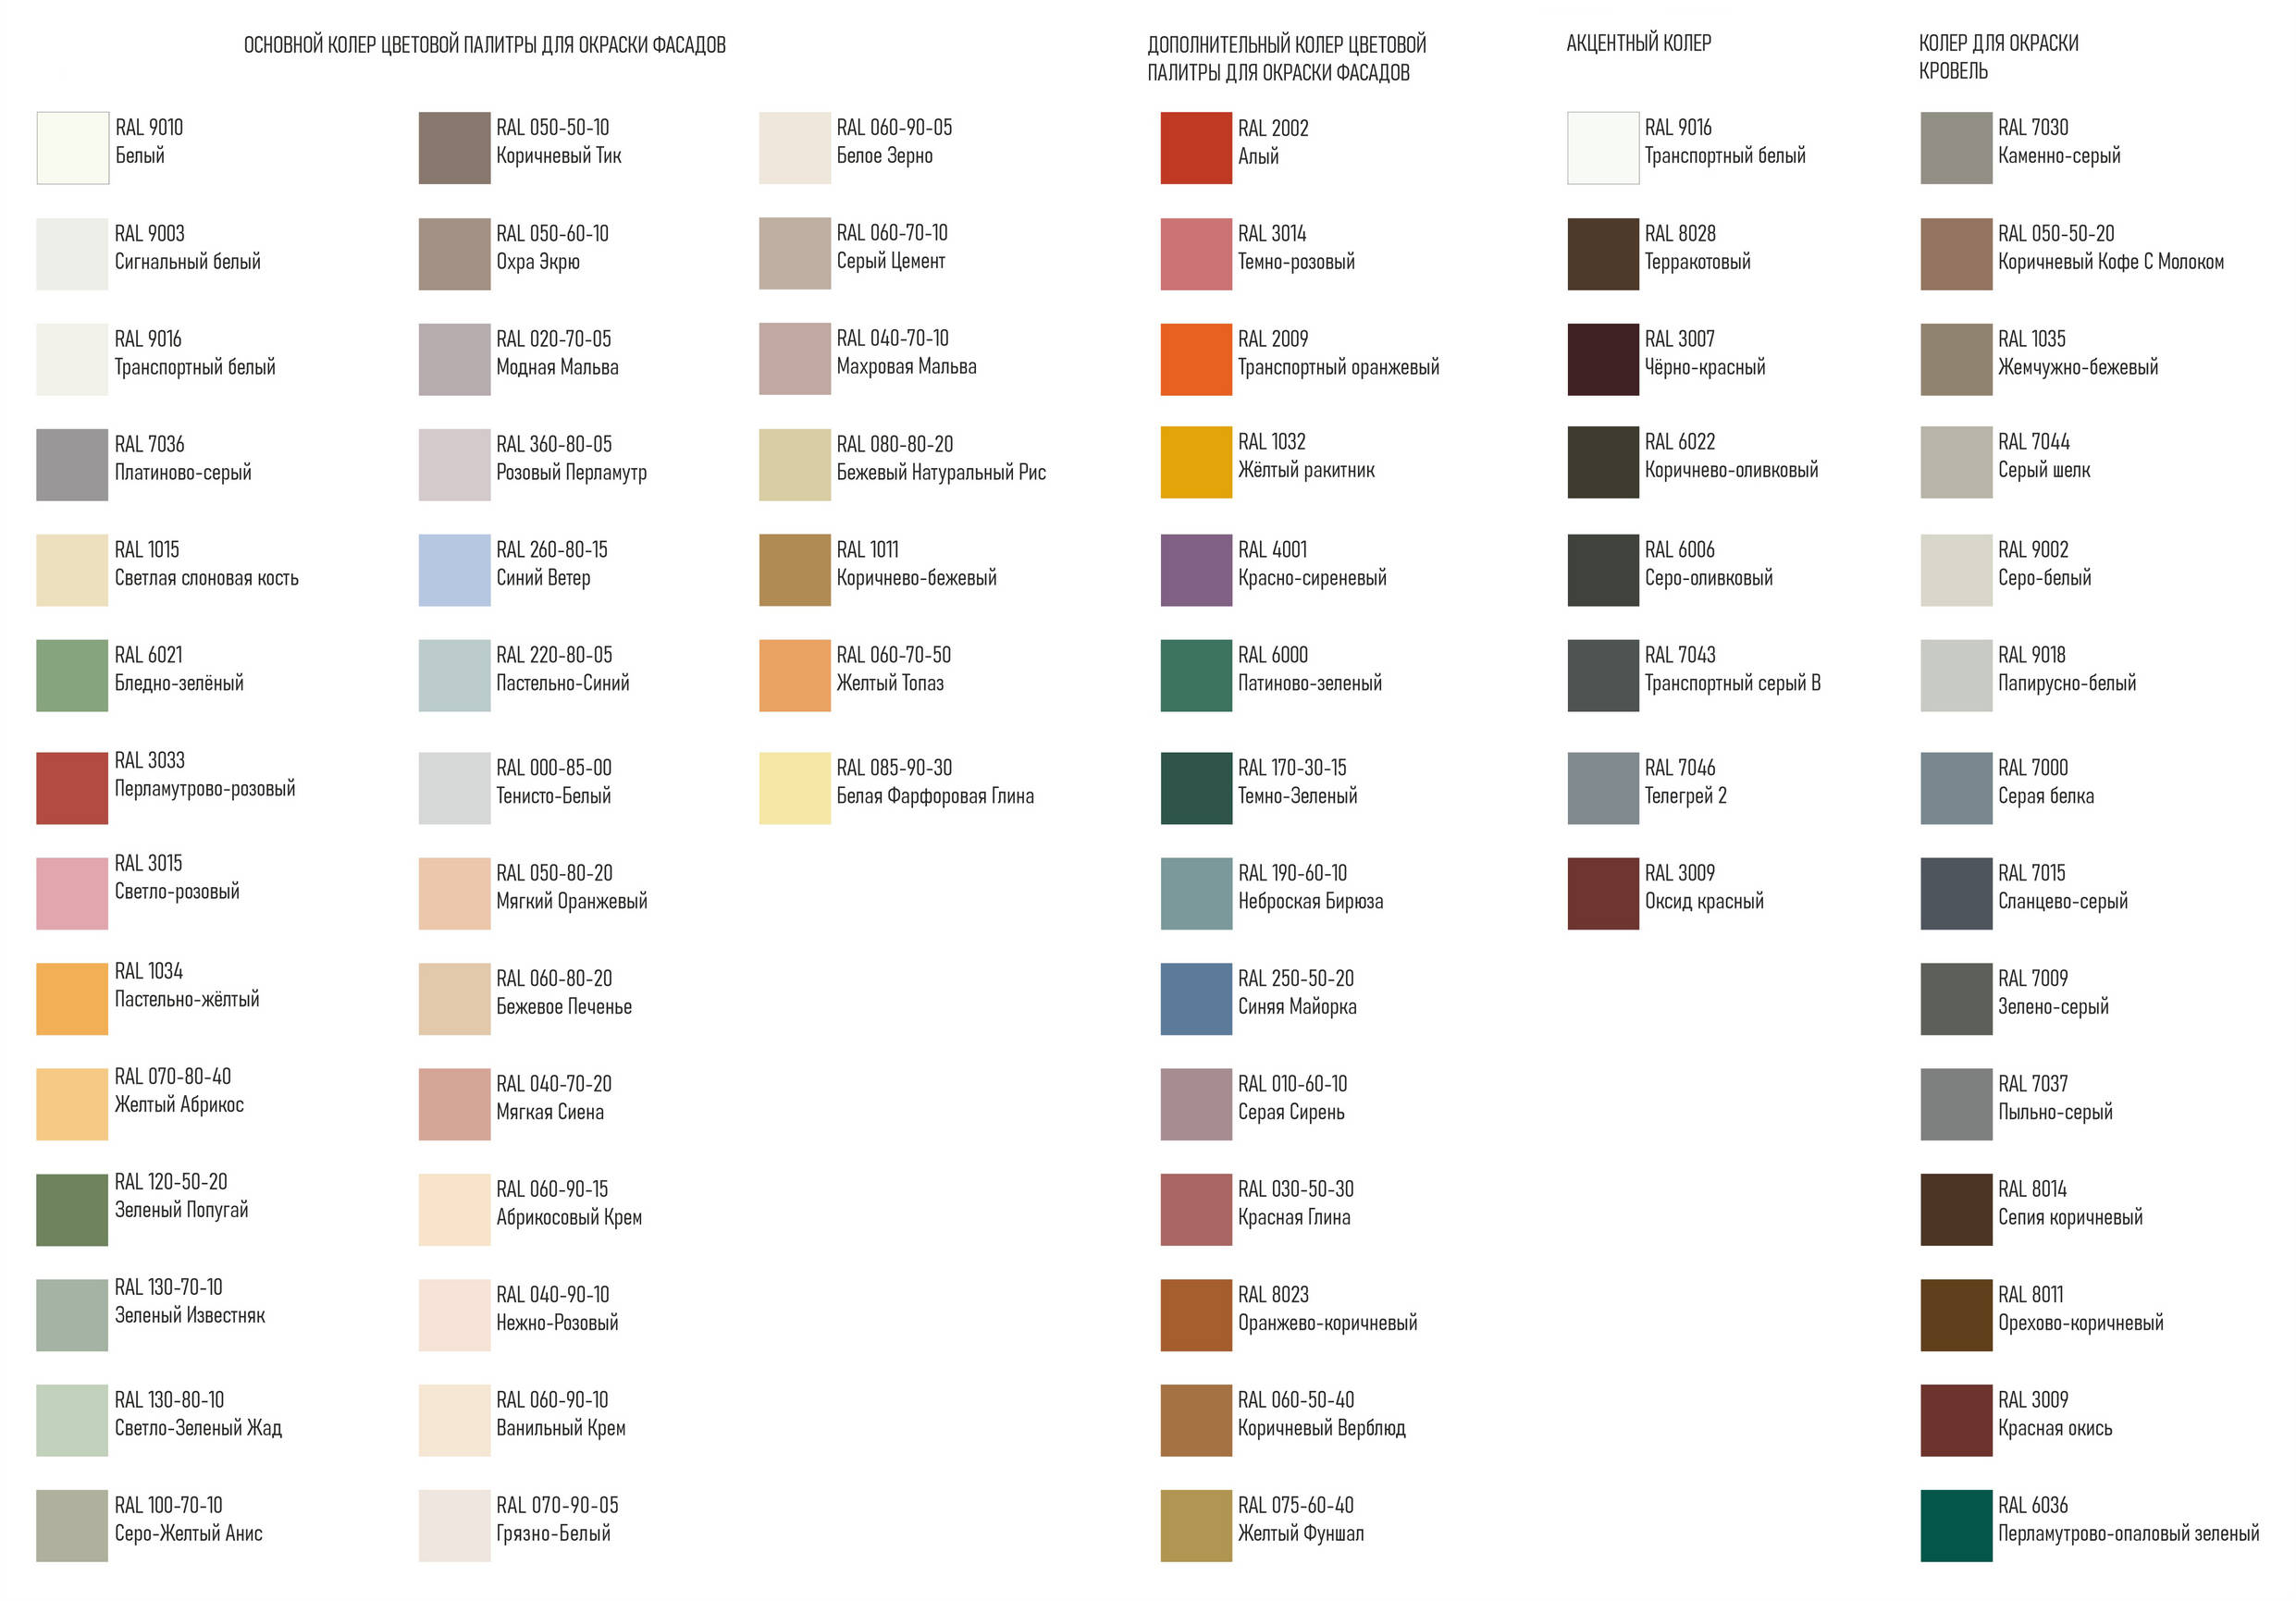 ОСНОВНОЙ КОЛЕР ЦВЕТОВОЙ ПАЛИТРЫ ДЛЯ ОКРАСКИ ФАСАДОВ
RAL 9010
Белый
RAL 9003
Сигнальный белый
RAL 9016
Транспортный белый
RAL 7036
Платиново-серый
RAL 1015
Светлая слоновая кость
RAL 6021
Бледно-зелёный
RAL 3033
Перламутрово-розовый
RAL 3015
Светло-розовый
RAL 1034
Пастельно-жёлтый
RAL 070-80-40
Желтый Абрикос
RAL 120-50-20
Зеленый Попугай
RAL 130-70-10
Зеленый Известняк
RAL 130-80-10
Светло-Зеленый Жад
RAL 100-70-10
Серо-Желтый Анис
RAL 050-50-10
Коричневый Тик
RAL 050-60-10
Охра Экрю
RAL 020-70-05
Модная Мальва
RAL 360-80-05
Розовый Перламутр
RAL 260-80-15
Синий Ветер
RAL 220-80-05
Пастельно-Синий
RAL 000-85-00
Тенисто-Белый
RAL 050-80-20
Мягкий Оранжевый
RAL 060-80-20
Бежевое Печенье
RAL 040-70-20
Мягкая Сиена
RAL 060-90-15
Абрикосовый Крем
RAL 040-90-10
Нежно-Розовый
RAL 060-90-10
Ванильный Крем
RAL 070-90-05
Грязно-Белый
RAL 060-90-05
Белое Зерно
RAL 060-70-10
Серый Цемент
RAL 040-70-10
Махровая Мальва
RAL 080-80-20
Бежевый Натуральный Рис
RAL 1011
Коричнево-бежевый
RAL 060-70-50
Желтый Топаз
RAL 085-90-30
Белая Фарфоровая Глина
ДОПОЛНИТЕЛЬНЫЙ КОЛЕР ЦВЕТОВОЙ
ПАЛИТРЫ ДЛЯ ОКРАСКИ ФАСАДОВ
RAL 2002
Алый
RAL 3014
Темно-розовый
RAL 2009
Транспортный оранжевый
RAL 1032
Жёлтый ракитник
RAL 4001
Красно-сиреневый
RAL 6000
Патиново-зеленый
RAL 170-30-15
Темно-Зеленый
RAL 190-60-10
Неброская Бирюза
RAL 250-50-20
Синяя Майорка
RAL 010-60-10
Серая Сирень
RAL 030-50-30
Красная Глина
RAL 8023
Оранжево-коричневый
RAL 060-50-40
Коричневый Верблюд
RAL 075-60-40
Желтый Фуншал
АКЦЕНТНЫЙ КОЛЕР
RAL 9016
Транспортный белый
RAL 8028
Терракотовый
RAL 3007
Чёрно-красный
RAL 6022
Коричнево-оливковый
RAL 6006
Серо-оливковый
RAL 7043
Транспортный серый B
RAL 7046
Телегрей 2
RAL 3009
Оксид красный
КОЛЕР ДЛЯ ОКРАСКИ
КРОВЕЛЬ
RAL 7030
Каменно-серый
RAL 050-50-20
Коричневый Кофе С Молоком
RAL 1035
Жемчужно-бежевый
RAL 7044
Серый шелк
RAL 9002
Серо-белый
RAL 9018
Папирусно-белый
RAL 7000
Серая белка
RAL 7015
Сланцево-серый
RAL 7009
Зелено-серый
RAL 7037
Пыльно-серый
RAL 8014
Сепия коричневый
RAL 8011
Орехово-коричневый
RAL 3009
Красная окись
RAL 6036
Перламутрово-опаловый зеленый